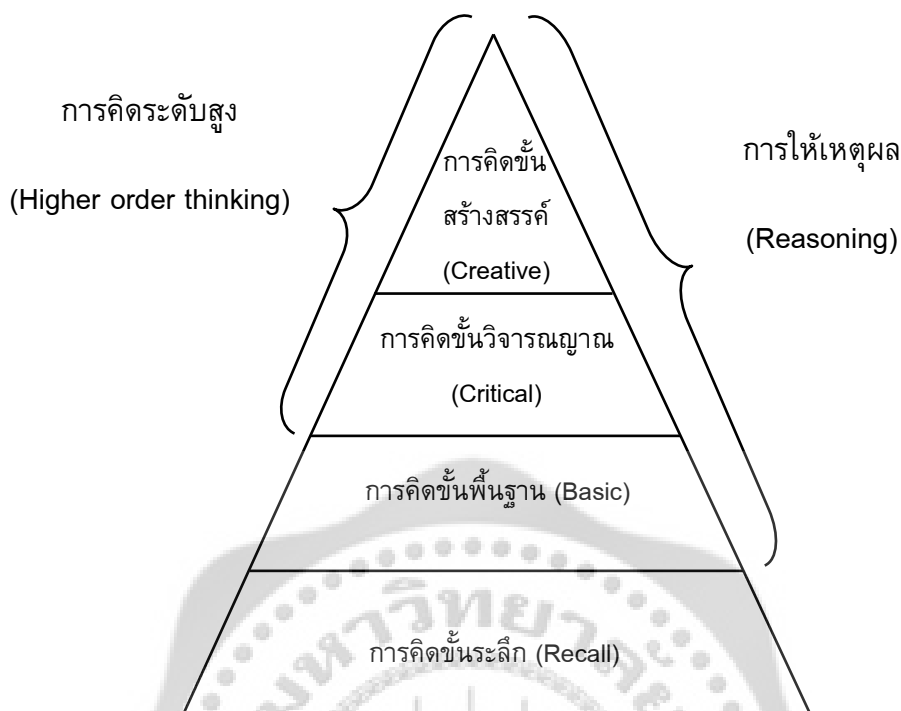 การคิดระดับสูง
(Higher order thinking)
การให้เหตุผล
(Reasoning)
การคิดขั้น
สร้างสรรค์
(Creative)
การคิดขั้นวิจารณญาณ
(Critical)
การคิดขั้นพื้นฐาน (Basic)
การคิดขั้นระลึก (Recall)